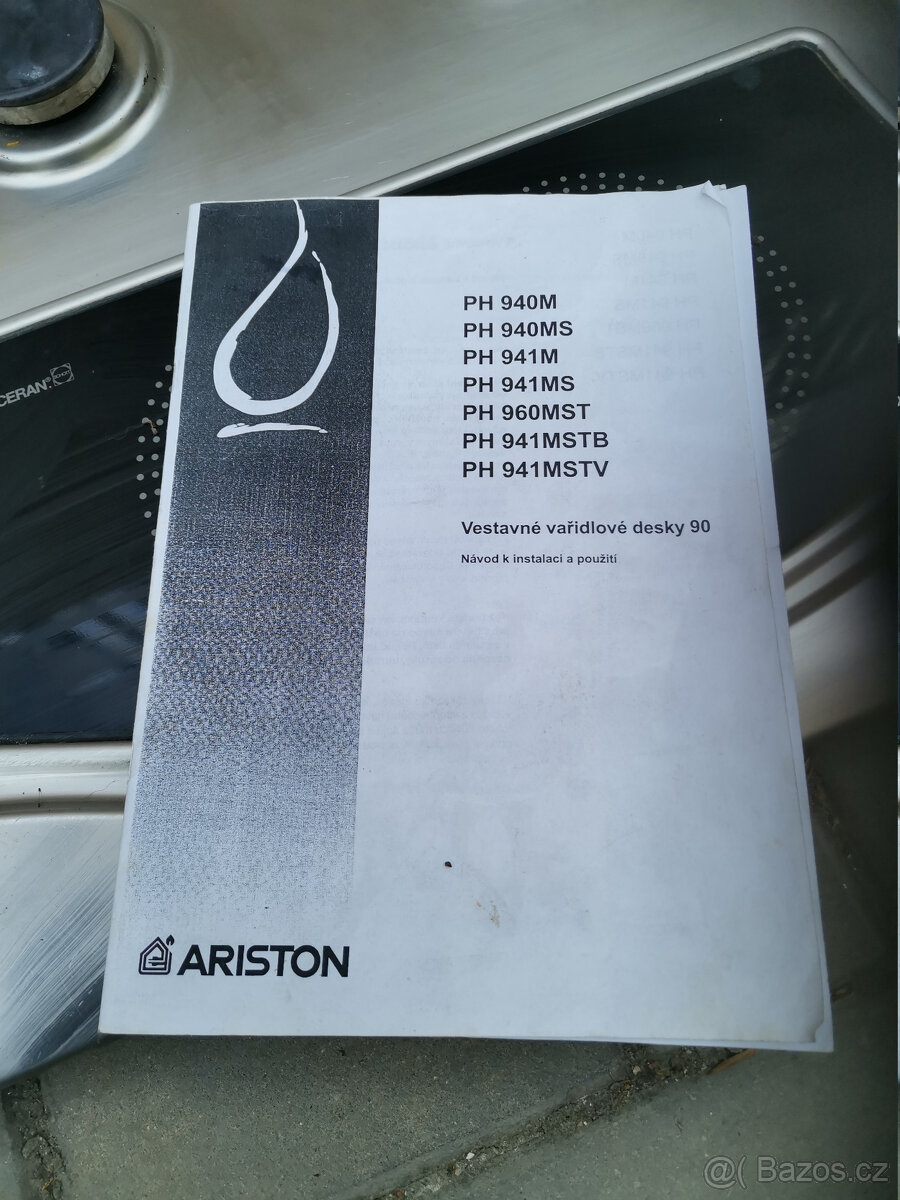 PH 940M
PH 940MS
PH 941M
PH 941MS
PH 960MST
PH 941MSTB
PH 941MSTV
Vestavné vařidlové desky 90
Návod k instalaci a použití
CERAN®
SCHOTT
ARISTON
@( Bazos.cz